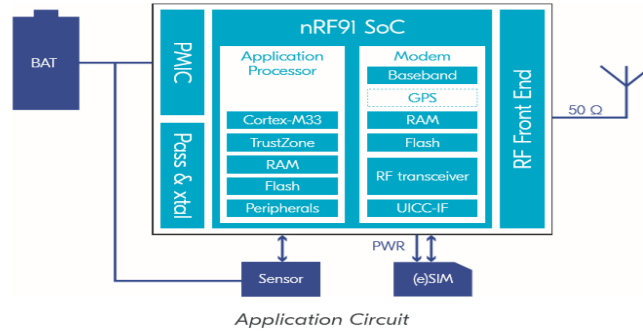 nRF91 SoC
BAT
PMIC
Pass & xtal
Application
Processor
Cortex-M33
TrustZone
RAM
Flash
Peripherals
Modem
Baseband
GPS
RAM
Flash
RF transceiver
UICC-IF
RF Front End
50 Ω
PWR
Sensor
(e)SIM
Application Circuit